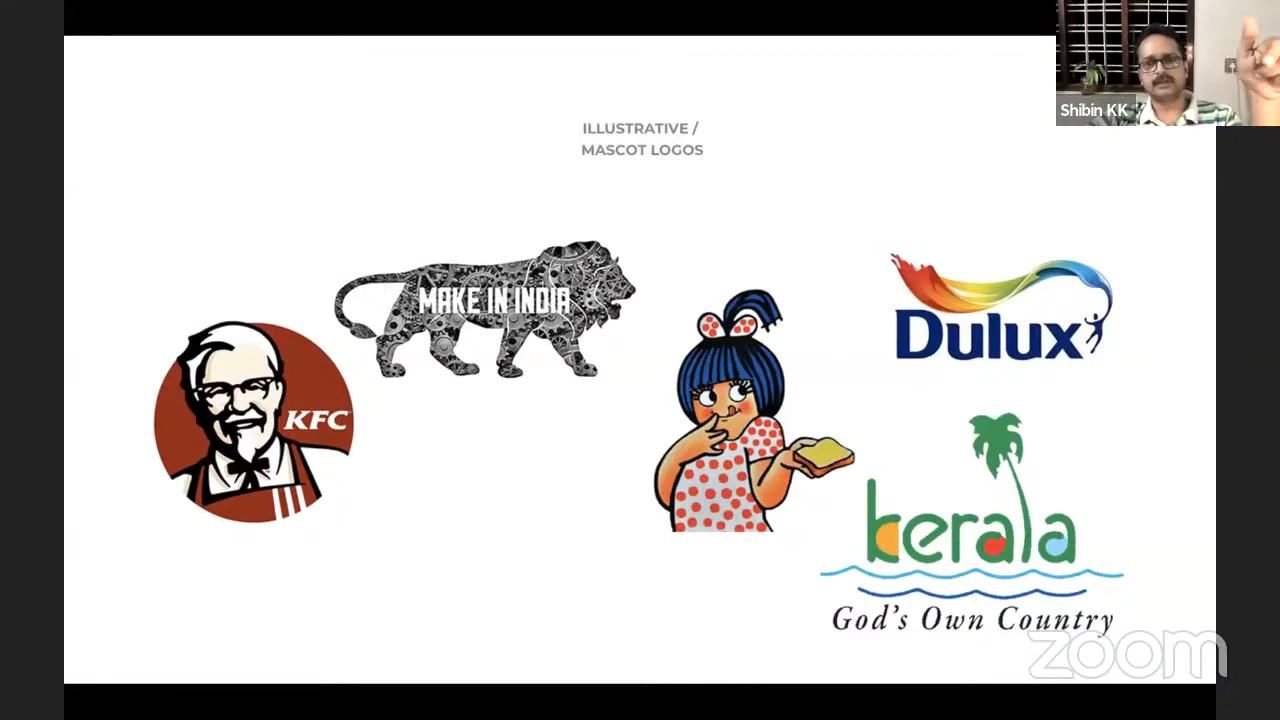 Shibin KK
ILLUSTRATIVE /
MASCOT LOGOS
MAKE IN INDIA
KFC
Dulux
kerala
God's Own Country
zoom